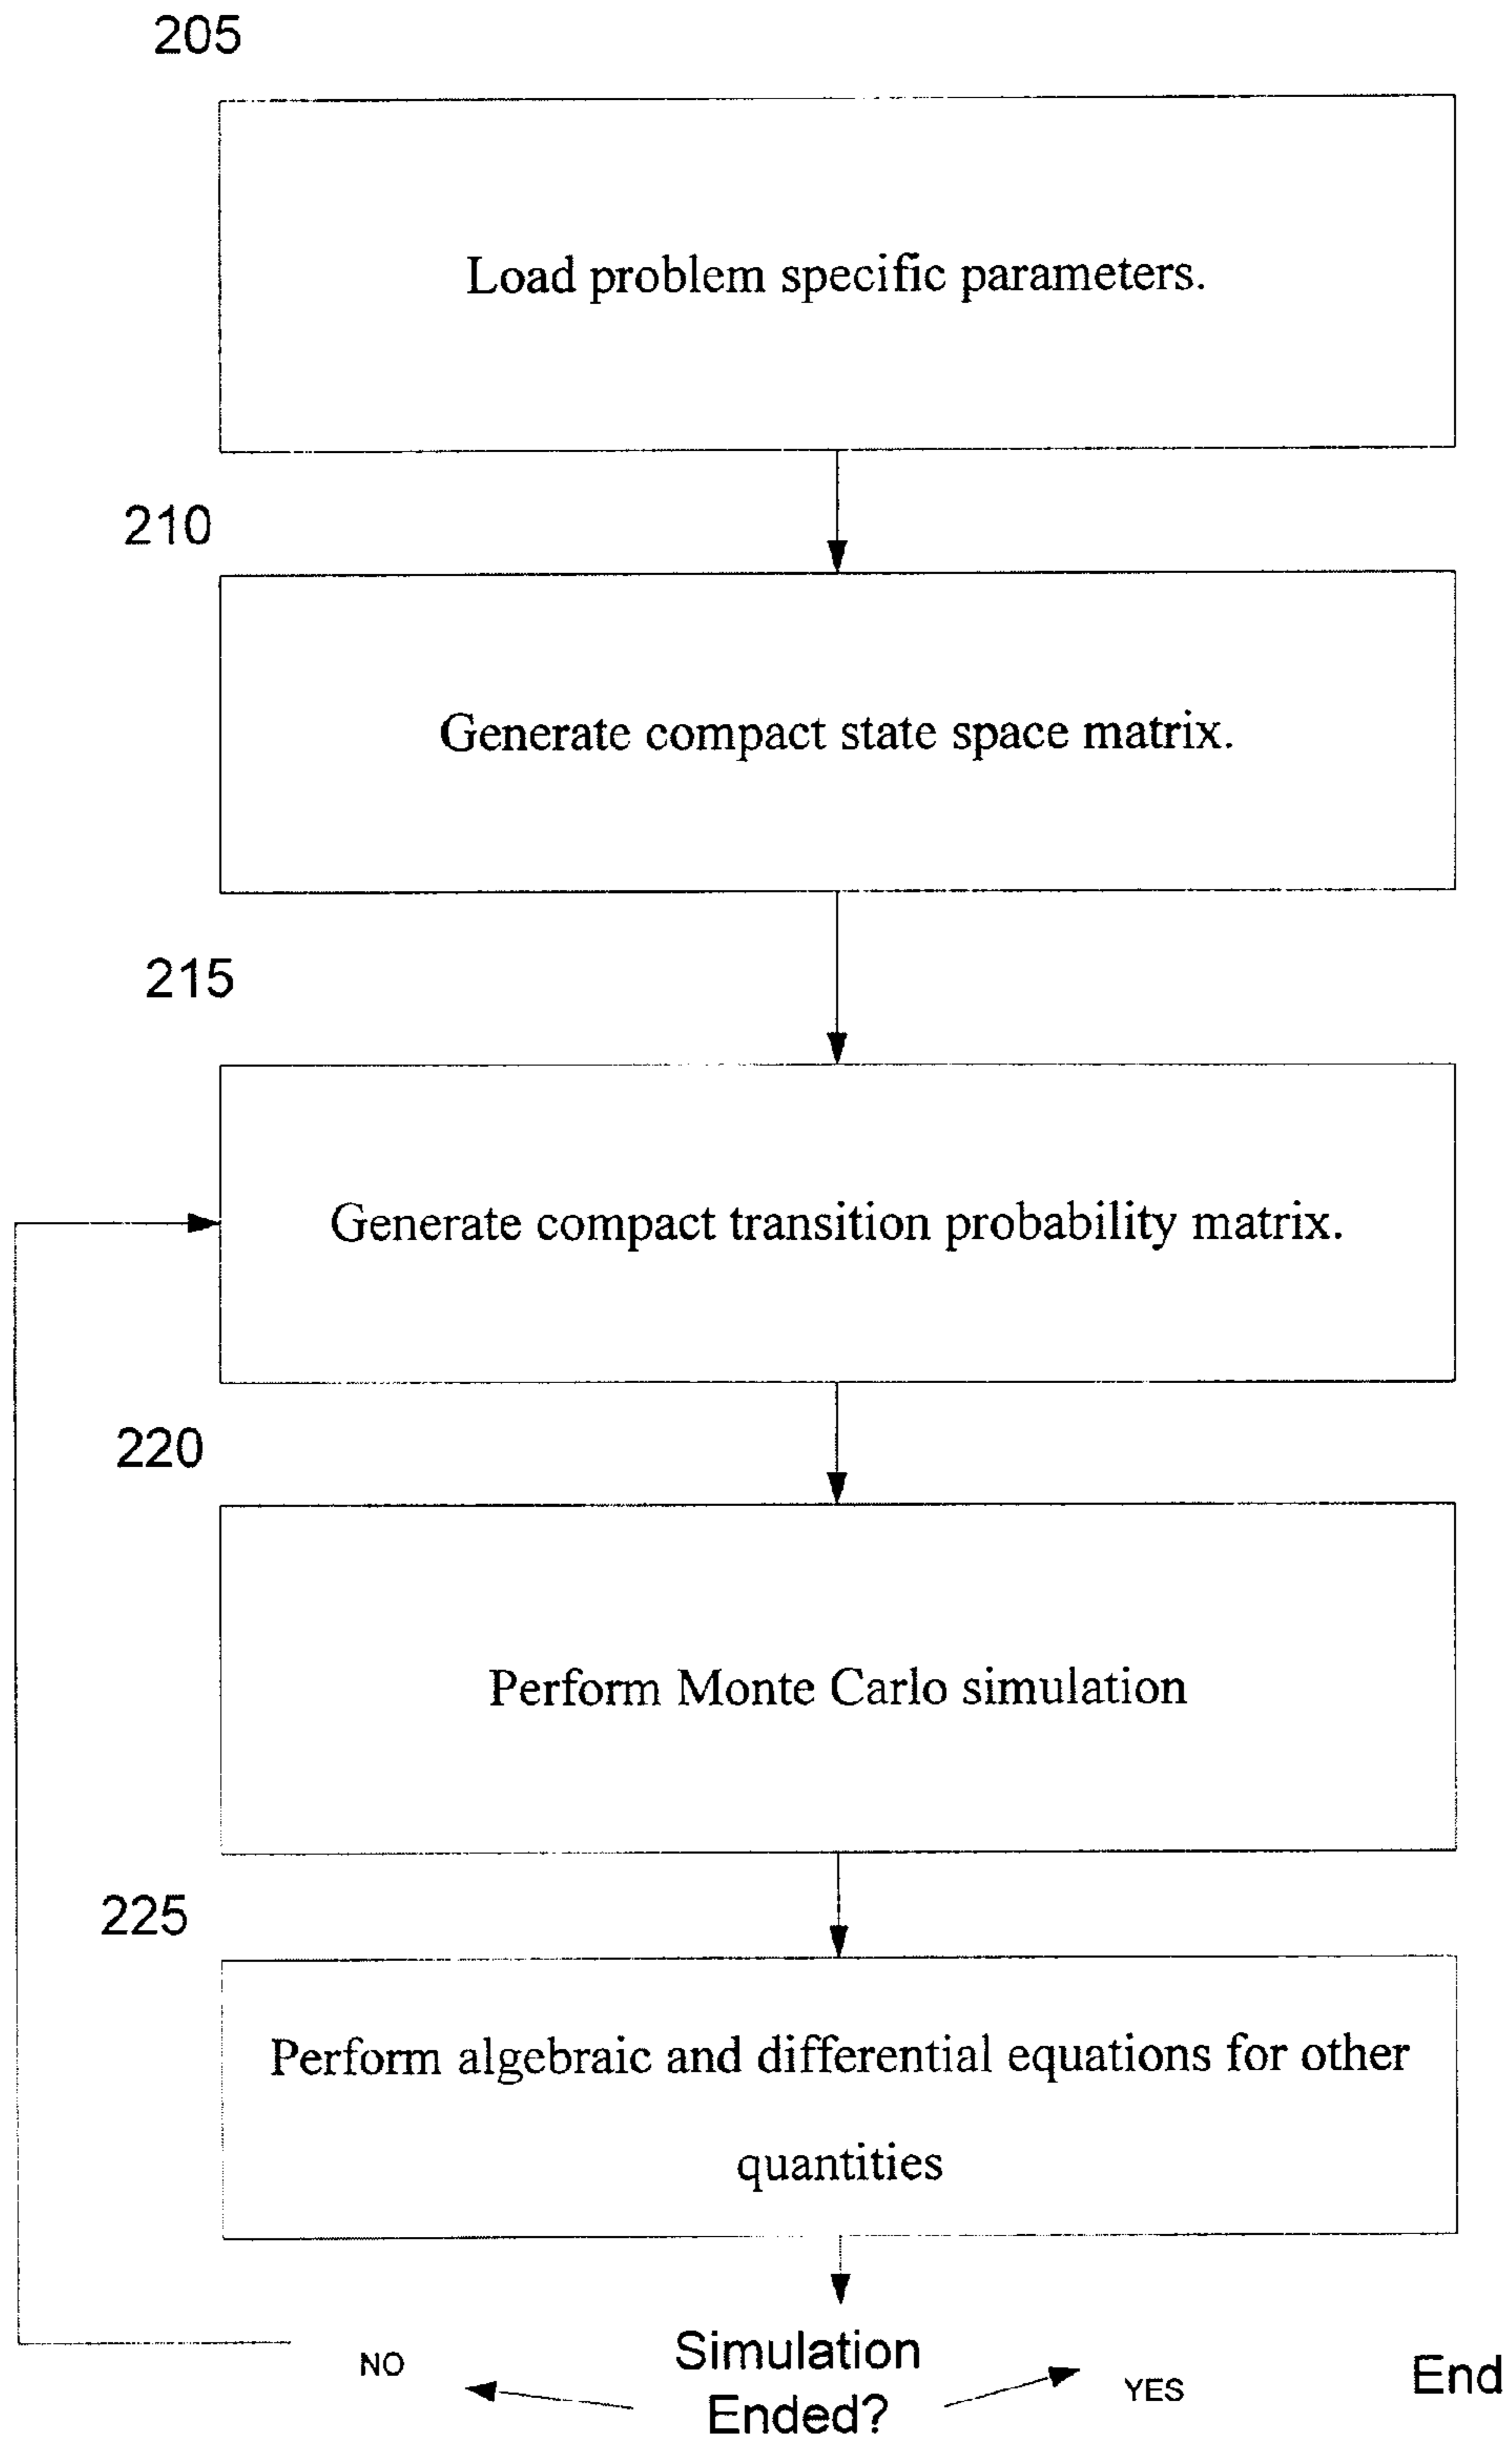 205
Load problem specific parameters.
210
Generate compact state space matrix.
215
Generate compact transition probability matrix.
220
Perform Monte Carlo simulation
225
Perform algebraic and differential equations for other
quantities
Simulation
Ended?
NO
YES
End